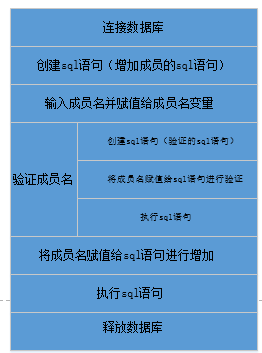 连接数据库
创建sql语句（增加成员的sql语句）
输入成员名并赋值给成员名变量
验证成员名
创建sql语句（验证的sql语句）
将成员名赋值给sql语句进行验证
执行sql语句
将成员名赋值给sql语句进行增加
执行sql语句
释放数据库